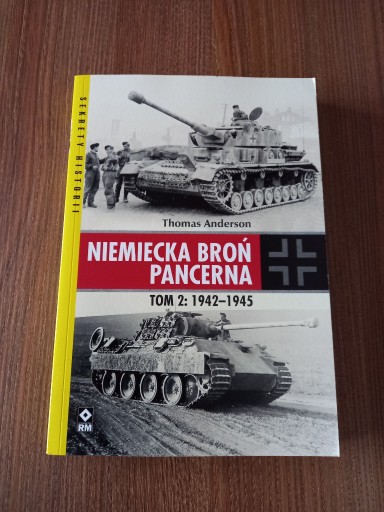 SEKRETY HISTORII
Thomas Anderson
NIEMIECKA BROŃ
PANCERNA
TOM 2: 1942–1945
RM